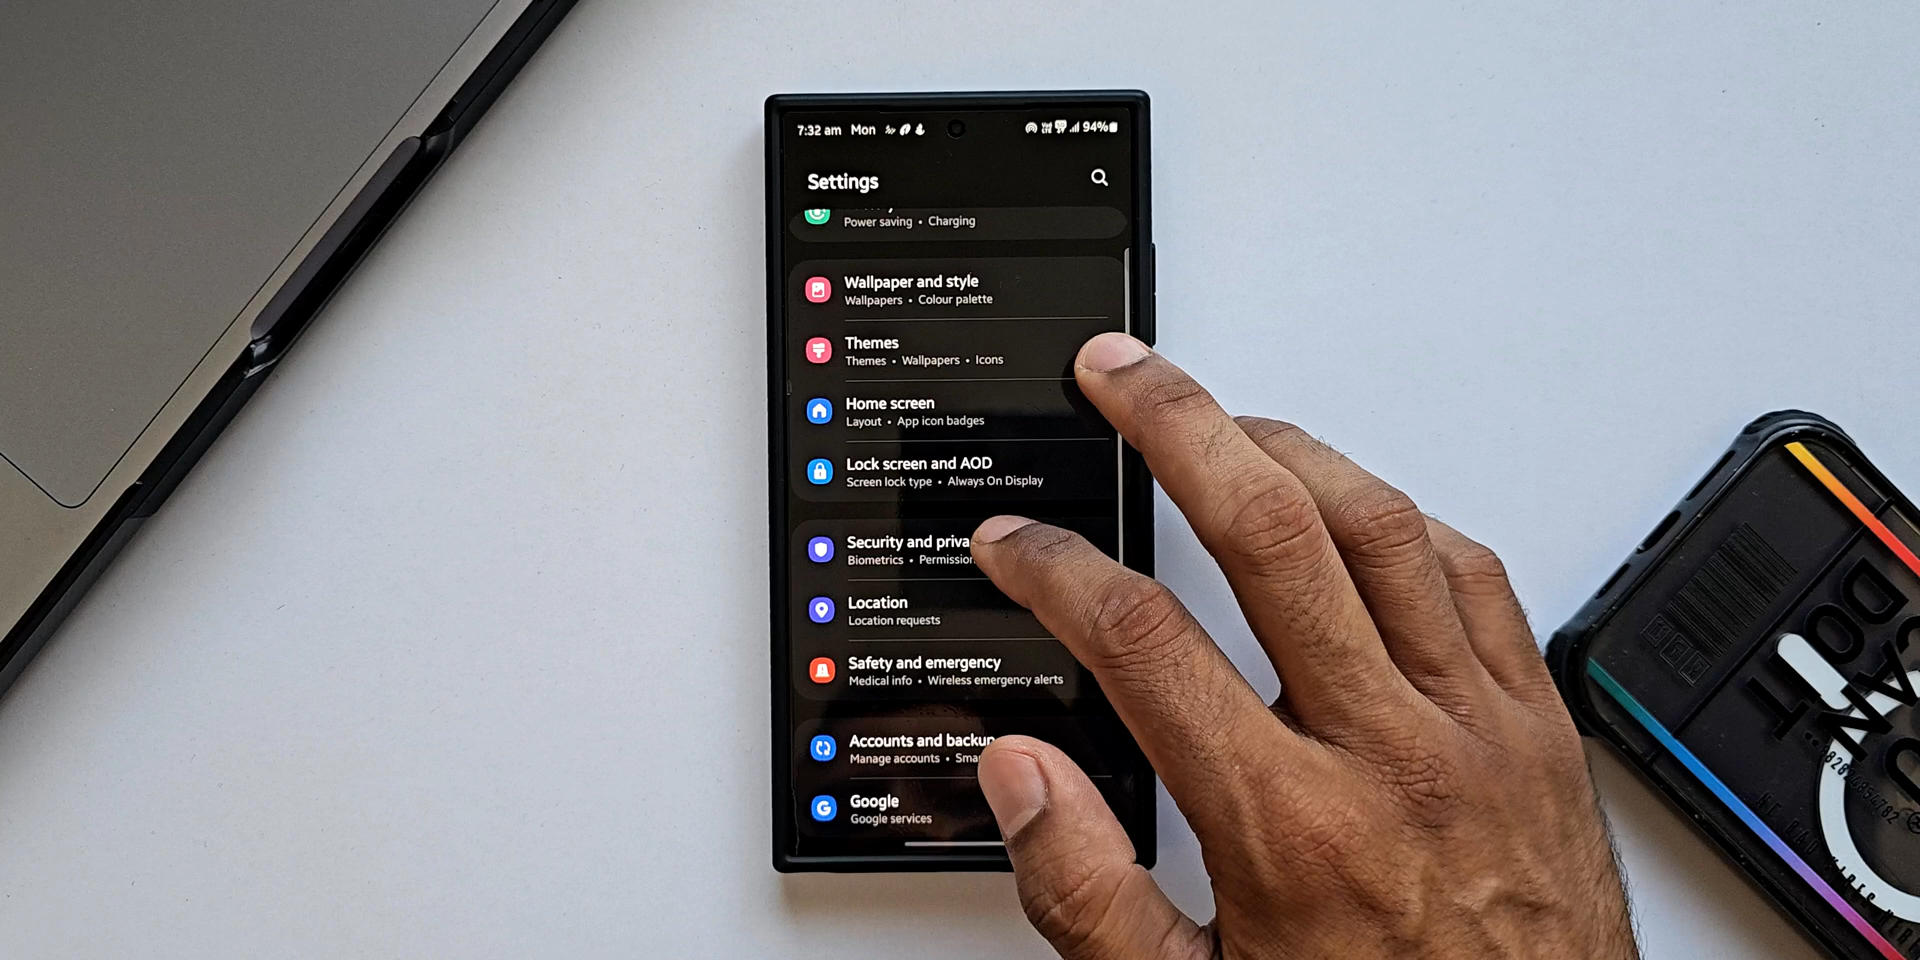 7:32 am Mon
94%
Settings
Power saving • Charging
Wallpaper and style
Wallpapers • Colour palette
Themes
Themes • Wallpapers • Icons
Home screen
Layout • App icon badges
Lock screen and AOD
Screen lock type • Always On Display
Security and priva
Biometrics • Permission
Location
Location requests
Safety and emergency
Medical info • Wireless emergency alerts
Accounts and backup
Manage accounts • Sma
Google
Google services
DO
NT